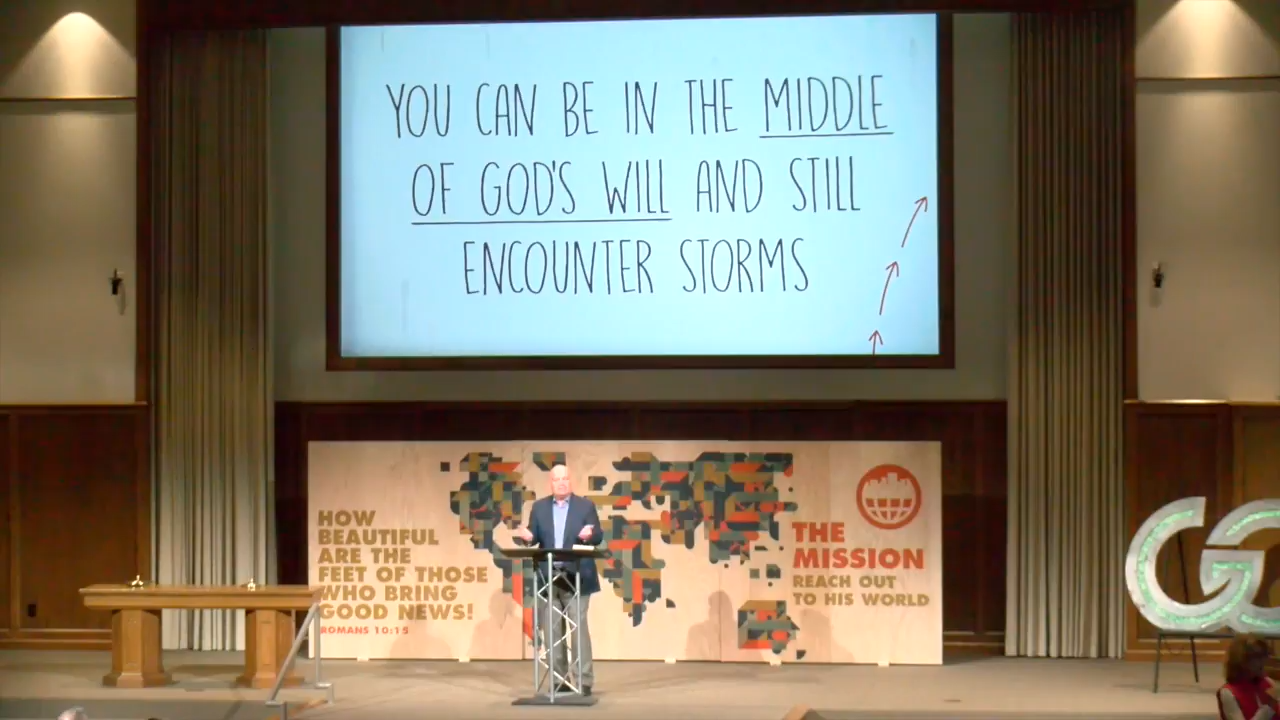 YOU CAN BE IN THE MIDDLE
OF GOD'S WILL AND STILL
ENCOUNTER STORMS
HOW
BEAUTIFUL
ARE THE
FEET OF THOSE
WHO BRING
GOOD NEWS!
ROMANS 10:15
THE
MISSION
REACH OUT
TO HIS WORLD